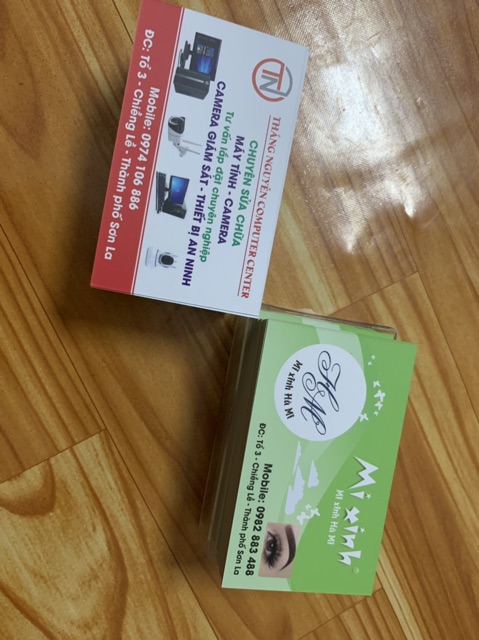 TN
THẮNG NGUYÊN COMPUTER CENTER
CHUYÊN SỬA CHỮA
MÁY TÍNH - CAMERA
Tư vấn lắp đặt chuyên nghiệp
CAMERA GIÁM SÁT - THIẾT BỊ AN NINH
Mobile: 0974 106 886
ĐC: Tổ 3 - Chiềng Lề - Thành phố Sơn La
HM
Mi xinh Hà Mi
Mi xinh
Mi xinh Hà Mi
Mobile: 0982 883 488
ĐC: Tổ 3 - Chiềng Lề - Thành phố Sơn La